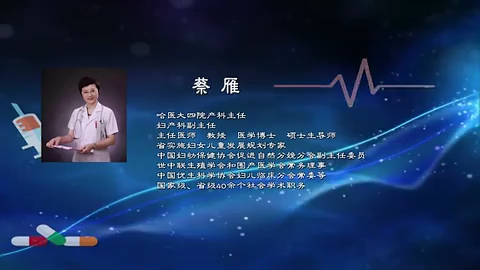 蔡雁
哈医大四院产科主任
妇产科副主任
主任医师 教授 医学博士 硕士生导师
省实施妇女儿童发展规划专家
中国妇幼保健协会促进自然分娩分会副主任委员
世中联生殖学会和围产医学会常务理事
中国优生科学协会妇儿临床分会常委等
国家级、省级40余个社会学术职务